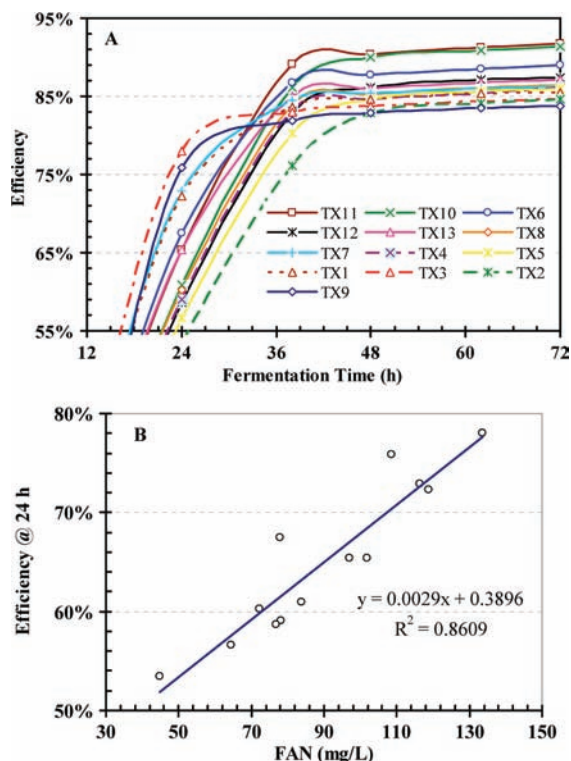 95%
A
85%
75%
65%
55%
Efficiency
TX11 TX10 TX6
TX12 TX13 TX8
TX7 TX4 TX5
TX1 TX3 TX2
TX9
12 24 36 48 60 72
Fermentation Time (h)
80%
B
70%
60%
50%
Efficiency @ 24 h
y = 0.0029x + 0.3896
R² = 0.8609
30 50 70 90 110 130 150
FAN (mg/L)